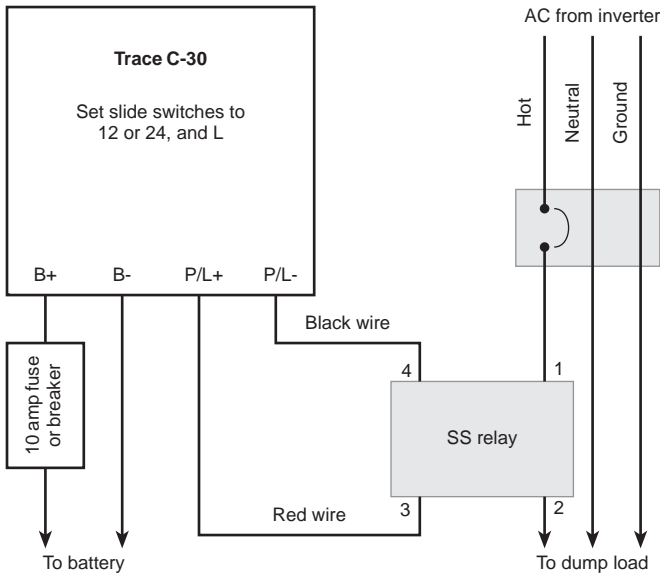 AC from inverter
Trace C-30
Set slide switches to
12 or 24, and L
Hot
Neutral
Ground
B+
B-
P/L+
P/L-
Black wire
10 amp fuse
or breaker
4
1
SS relay
3
2
Red wire
To battery
To dump load